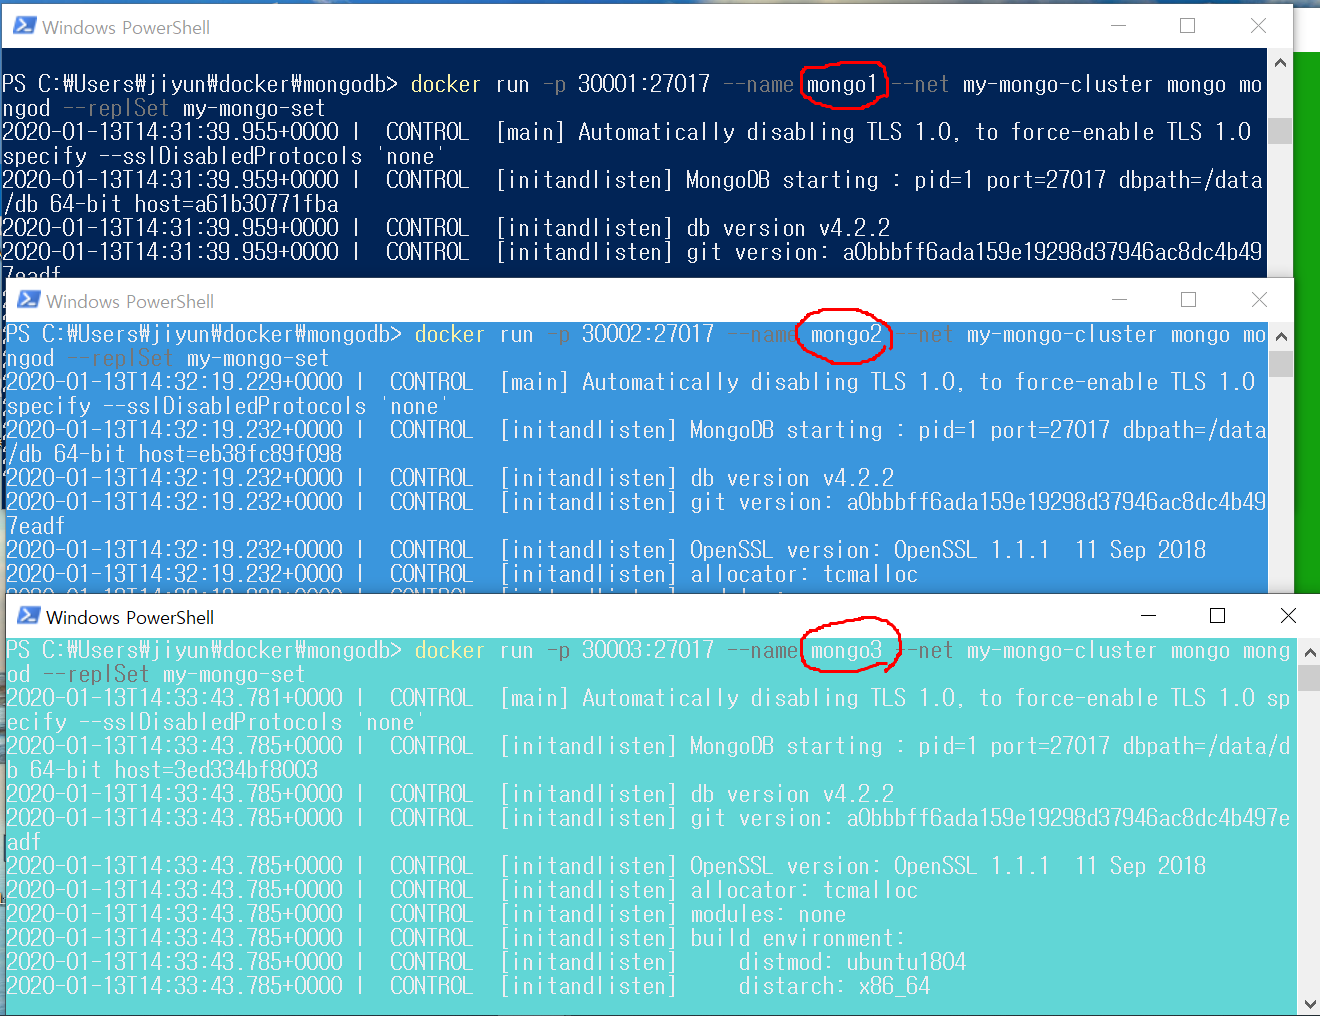 Windows PowerShell
PS C:₩Users₩jiyun₩docker₩mongodb> docker run -p 30001:27017 --name mongo1 --net my-mongo-cluster mongo mo
ngod --replSet my-mongo-set
2020-01-13T14:31:39.955+0000 I  CONTROL  [main] Automatically disabling TLS 1.0, to force-enable TLS 1.0
specify --sslDisabledProtocols 'none'
2020-01-13T14:31:39.959+0000 I  CONTROL  [initandlisten] MongoDB starting : pid=1 port=27017 dbpath=/data
/db 64-bit host=a61b30771fba
2020-01-13T14:31:39.959+0000 I  CONTROL  [initandlisten] db version v4.2.2
2020-01-13T14:31:39.959+0000 I  CONTROL  [initandlisten] git version: a0bbbff6ada159e19298d37946ac8dc4b49
7eadf
Windows PowerShell
PS C:₩Users₩jiyun₩docker₩mongodb> docker run -p 30002:27017 --name mongo2 --net my-mongo-cluster mongo mo
ngod --replSet my-mongo-set
2020-01-13T14:32:19.229+0000 I  CONTROL  [main] Automatically disabling TLS 1.0, to force-enable TLS 1.0
specify --sslDisabledProtocols 'none'
2020-01-13T14:32:19.232+0000 I  CONTROL  [initandlisten] MongoDB starting : pid=1 port=27017 dbpath=/data
/db 64-bit host=eb38fc89f098
2020-01-13T14:32:19.232+0000 I  CONTROL  [initandlisten] db version v4.2.2
2020-01-13T14:32:19.232+0000 I  CONTROL  [initandlisten] git version: a0bbbff6ada159e19298d37946ac8dc4b49
7eadf
2020-01-13T14:32:19.232+0000 I  CONTROL  [initandlisten] OpenSSL version: OpenSSL 1.1.1  11 Sep 2018
2020-01-13T14:32:19.232+0000 I  CONTROL  [initandlisten] allocator: tcmalloc
Windows PowerShell
PS C:₩Users₩jiyun₩docker₩mongodb> docker run -p 30003:27017 --name mongo3 --net my-mongo-cluster mongo mong
od --replSet my-mongo-set
2020-01-13T14:33:43.781+0000 I  CONTROL  [main] Automatically disabling TLS 1.0, to force-enable TLS 1.0 sp
ecify --sslDisabledProtocols 'none'
2020-01-13T14:33:43.785+0000 I  CONTROL  [initandlisten] MongoDB starting : pid=1 port=27017 dbpath=/data/d
b 64-bit host=3ed334bf8003
2020-01-13T14:33:43.785+0000 I  CONTROL  [initandlisten] db version v4.2.2
2020-01-13T14:33:43.785+0000 I  CONTROL  [initandlisten] git version: a0bbbff6ada159e19298d37946ac8dc4b497e
adf
2020-01-13T14:33:43.785+0000 I  CONTROL  [initandlisten] OpenSSL version: OpenSSL 1.1.1  11 Sep 2018
2020-01-13T14:33:43.785+0000 I  CONTROL  [initandlisten] allocator: tcmalloc
2020-01-13T14:33:43.785+0000 I  CONTROL  [initandlisten] modules: none
2020-01-13T14:33:43.785+0000 I  CONTROL  [initandlisten] build environment:
2020-01-13T14:33:43.785+0000 I  CONTROL  [initandlisten]     distmod: ubuntu1804
2020-01-13T14:33:43.785+0000 I  CONTROL  [initandlisten]     distarch: x86_64